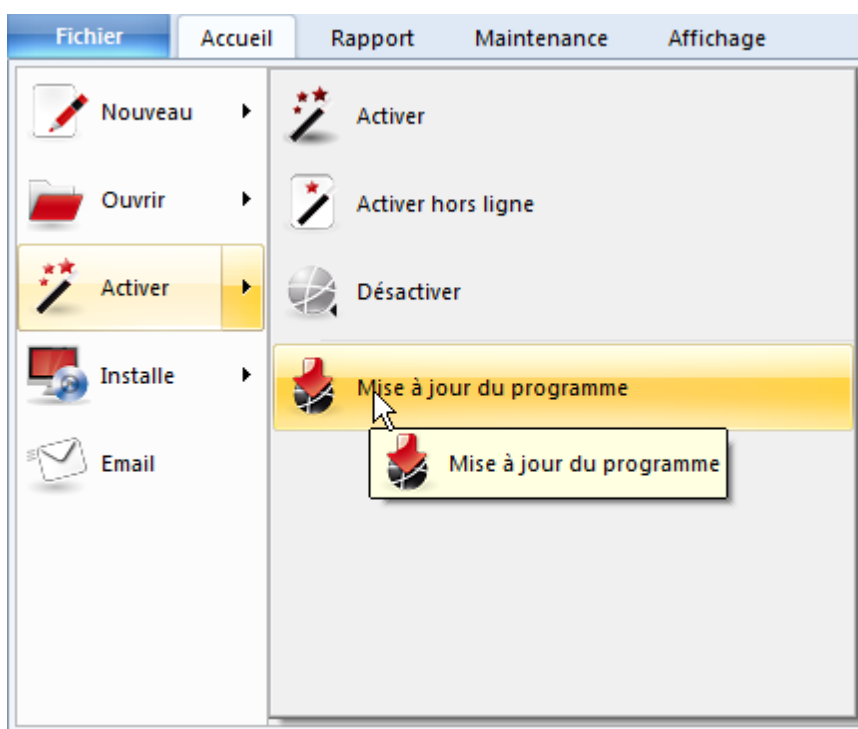 Fichier Accueil Rapport Maintenance Affichage
Nouveau
Ouvrir
Activer
Installe
Email
Activer
Activer hors ligne
Désactiver
Mise à jour du programme
Mise à jour du programme